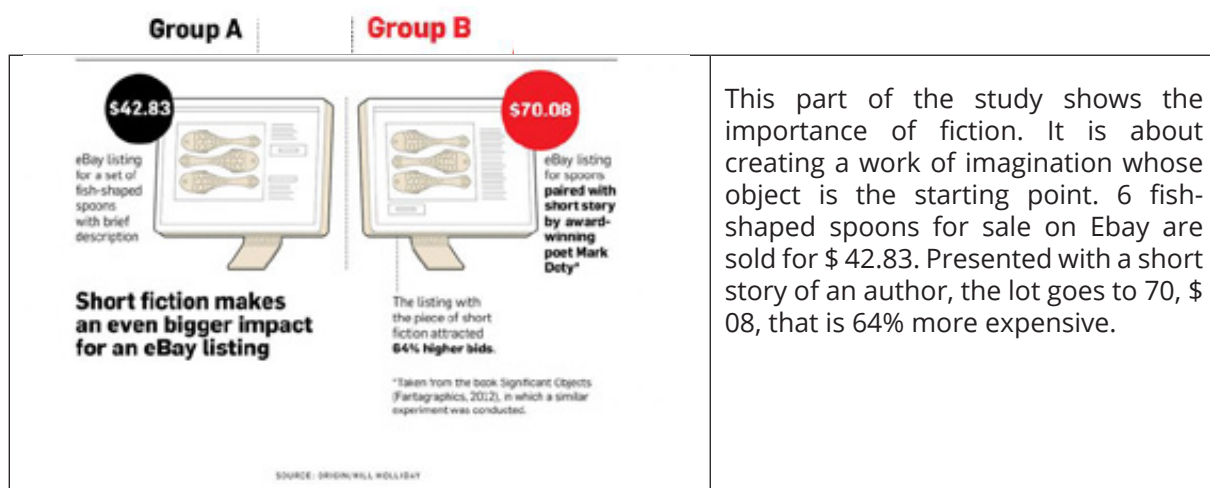 Group A
Group B
$42.83
eBay listing
for a set of
fish-shaped
spoons
with brief
description
$70.08
eBay listing
for spoons
paired with
short story
by award-
winning
poet Mark
Doty*
Short fiction makes
an even bigger impact
for an eBay listing
The listing with
the piece of short
fiction attracted
64% higher bids.
*Taken from the book Significant Objects
(Fantagraphics, 2012), in which a similar
experiment was conducted.
SOURCE: ORIGIN/HILL HOLLIDAY
This part of the study shows the
importance of fiction. It is about
creating a work of imagination whose
object is the starting point. 6 fish-
shaped spoons for sale on Ebay are
sold for $ 42.83. Presented with a short
story of an author, the lot goes to 70, $
08, that is 64% more expensive.